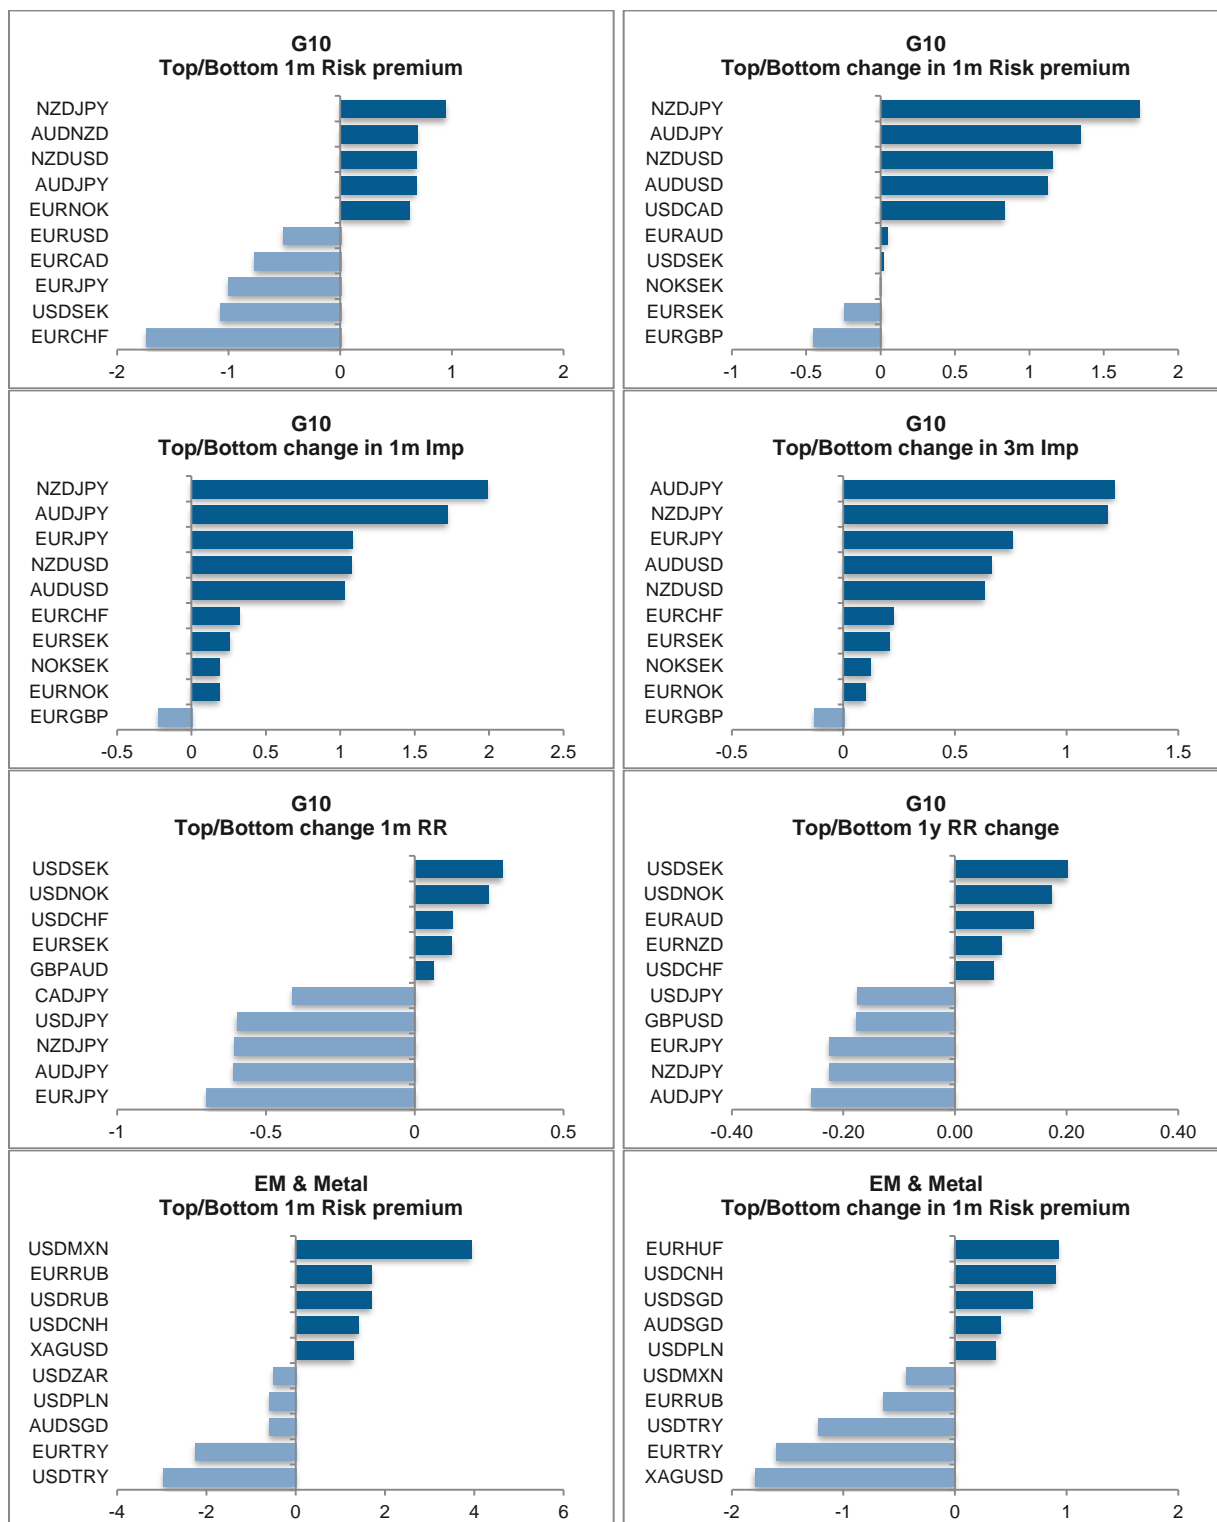 G10
Top/Bottom 1m Risk premium
NZDJPY
AUDNZD
NZDUSD
AUDJPY
EURNOK
EURUSD
EURCAD
EURJPY
USDSEK
EURCHF
-2 -1 0 1 2
G10
Top/Bottom change in 1m Risk premium
NZDJPY
AUDJPY
NZDUSD
AUDUSD
USDCAD
EURAUD
USDSEK
NOKSEK
EURSEK
EURGBP
-1 -0.5 0 0.5 1 1.5 2
G10
Top/Bottom change in 1m Imp
NZDJPY
AUDJPY
EURJPY
NZDUSD
AUDUSD
EURCHF
EURSEK
NOKSEK
EURNOK
EURGBP
-0.5 0 0.5 1 1.5 2 2.5
G10
Top/Bottom change in 3m Imp
AUDJPY
NZDJPY
EURJPY
AUDUSD
NZDUSD
EURCHF
EURSEK
NOKSEK
EURNOK
EURGBP
-0.5 0 0.5 1 1.5
G10
Top/Bottom change 1m RR
USDSEK
USDNOK
USDCHF
EURSEK
GBPAUD
CADJPY
USDJPY
NZDJPY
AUDJPY
EURJPY
-1 -0.5 0 0.5
G10
Top/Bottom 1y RR change
USDSEK
USDNOK
EURAUD
EURNZD
USDCHF
USDJPY
GBPUSD
EURJPY
NZDJPY
AUDJPY
-0.40 -0.20 0.00 0.20 0.40
EM & Metal
Top/Bottom 1m Risk premium
USDMXN
EURRUB
USDRUB
USDCNH
XAGUSD
USDZAR
USDPLN
AUDSGD
EURTRY
USDTRY
-4 -2 0 2 4 6
EM & Metal
Top/Bottom change in 1m Risk premium
EURHUF
USDCNH
USDSGD
AUDSGD
USDPLN
USDMXN
EURRUB
USDTRY
EURTRY
XAGUSD
-2 -1 0 1 2